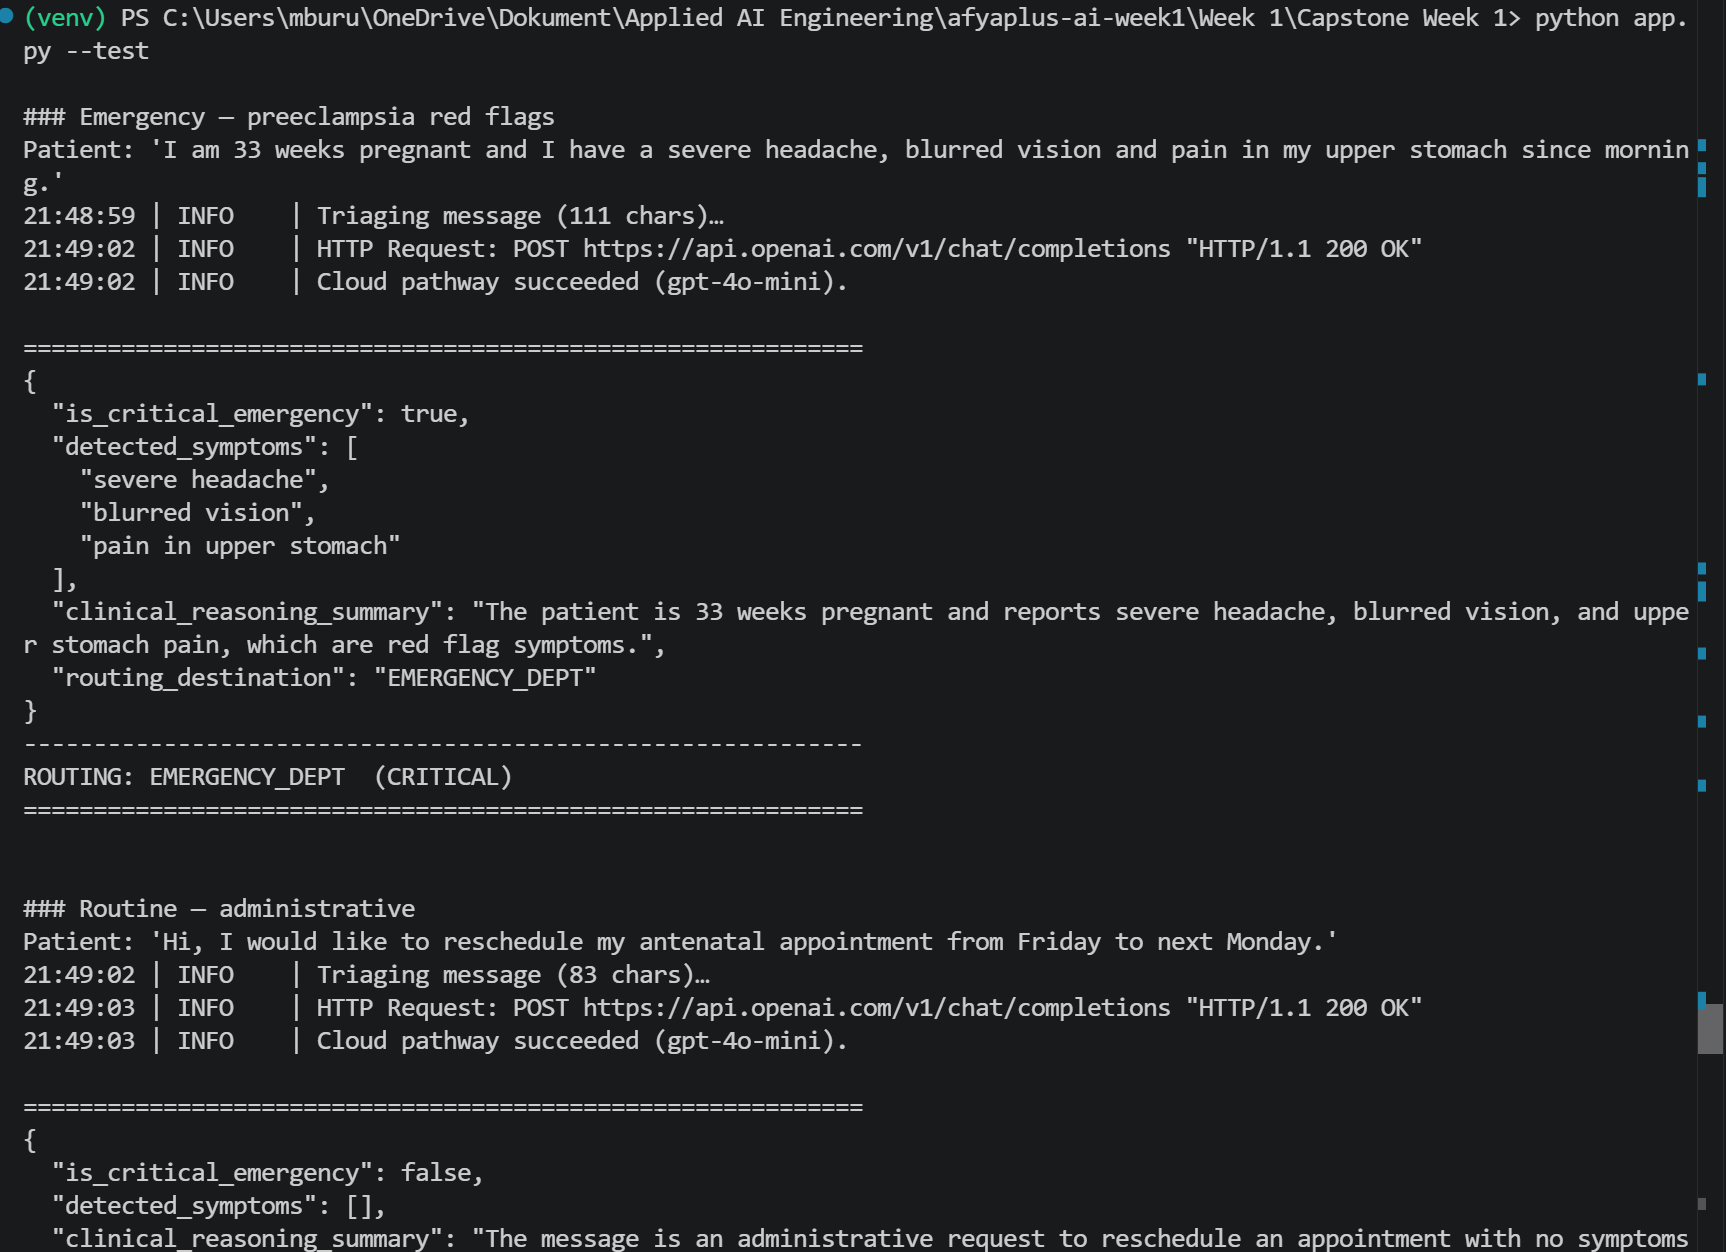 (venv) PS C:\Users\mburu\OneDrive\Dokument\Applied AI Engineering\afyaplus-ai-week1\Week 1\Capstone Week 1> python app.
py --test
### Emergency — preeclampsia red flags
Patient: 'I am 33 weeks pregnant and I have a severe headache, blurred vision and pain in my upper stomach since mornin
g.'
21:48:59 | INFO    | Triaging message (111 chars)…
21:49:02 | INFO    | HTTP Request: POST https://api.openai.com/v1/chat/completions "HTTP/1.1 200 OK"
21:49:02 | INFO    | Cloud pathway succeeded (gpt-4o-mini).
============================================================
{
  "is_critical_emergency": true,
  "detected_symptoms": [
    "severe headache",
    "blurred vision",
    "pain in upper stomach"
  ],
  "clinical_reasoning_summary": "The patient is 33 weeks pregnant and reports severe headache, blurred vision, and uppe
r stomach pain, which are red flag symptoms.",
  "routing_destination": "EMERGENCY_DEPT"
}
------------------------------------------------------------
ROUTING: EMERGENCY_DEPT  (CRITICAL)
============================================================
### Routine — administrative
Patient: 'Hi, I would like to reschedule my antenatal appointment from Friday to next Monday.'
21:49:02 | INFO    | Triaging message (83 chars)…
21:49:03 | INFO    | HTTP Request: POST https://api.openai.com/v1/chat/completions "HTTP/1.1 200 OK"
21:49:03 | INFO    | Cloud pathway succeeded (gpt-4o-mini).
============================================================
{
  "is_critical_emergency": false,
  "detected_symptoms": [],
  "clinical_reasoning_summary": "The message is an administrative request to reschedule an appointment with no symptoms